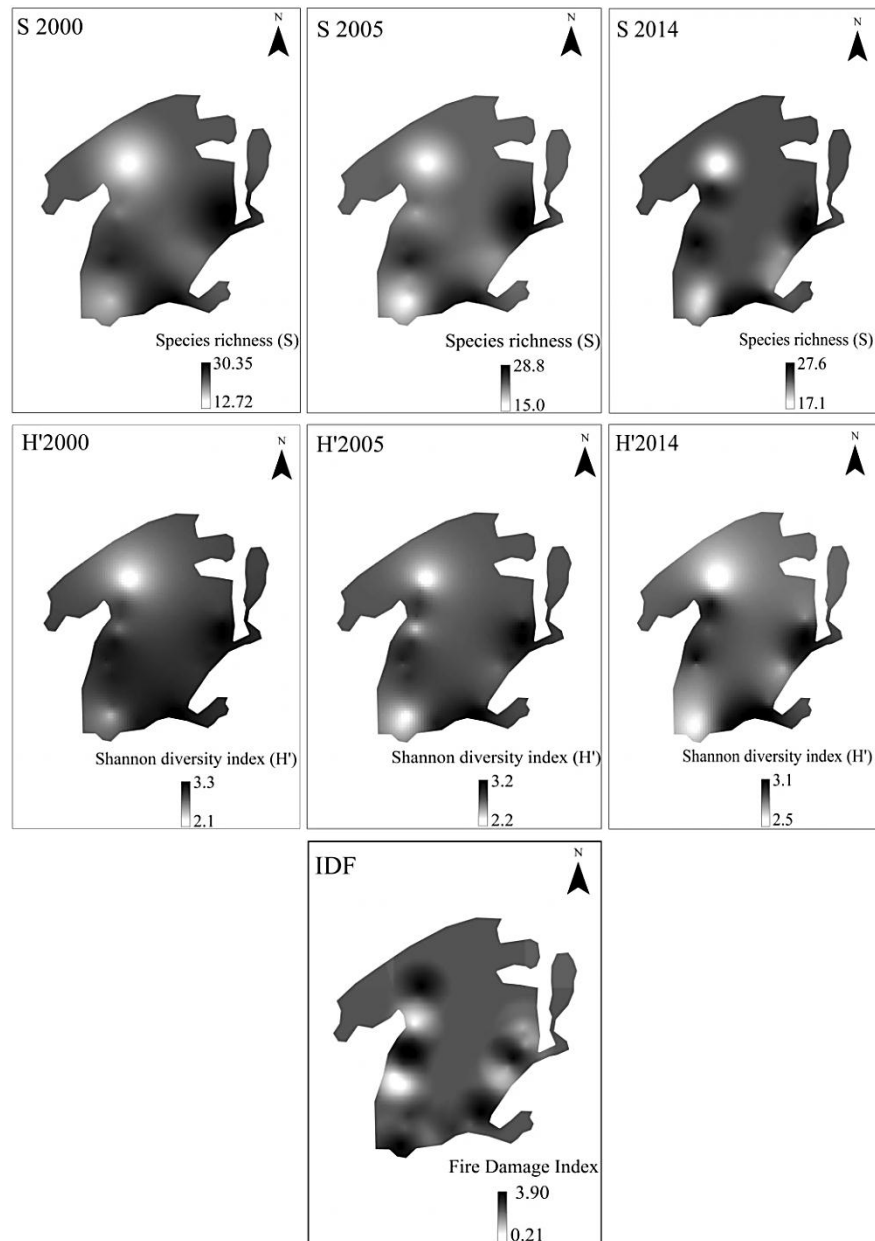 S 2000
N
Species richness (S)
30.35
12.72
S 2005
N
Species richness (S)
28.8
15.0
S 2014
N
Species richness (S)
27.6
17.1
H'2000
N
Shannon diversity index (H')
3.3
2.1
H'2005
N
Shannon diversity index (H')
3.2
2.2
H'2014
N
Shannon diversity index (H')
3.1
2.5
IDF
N
Fire Damage Index
3.90
0.21